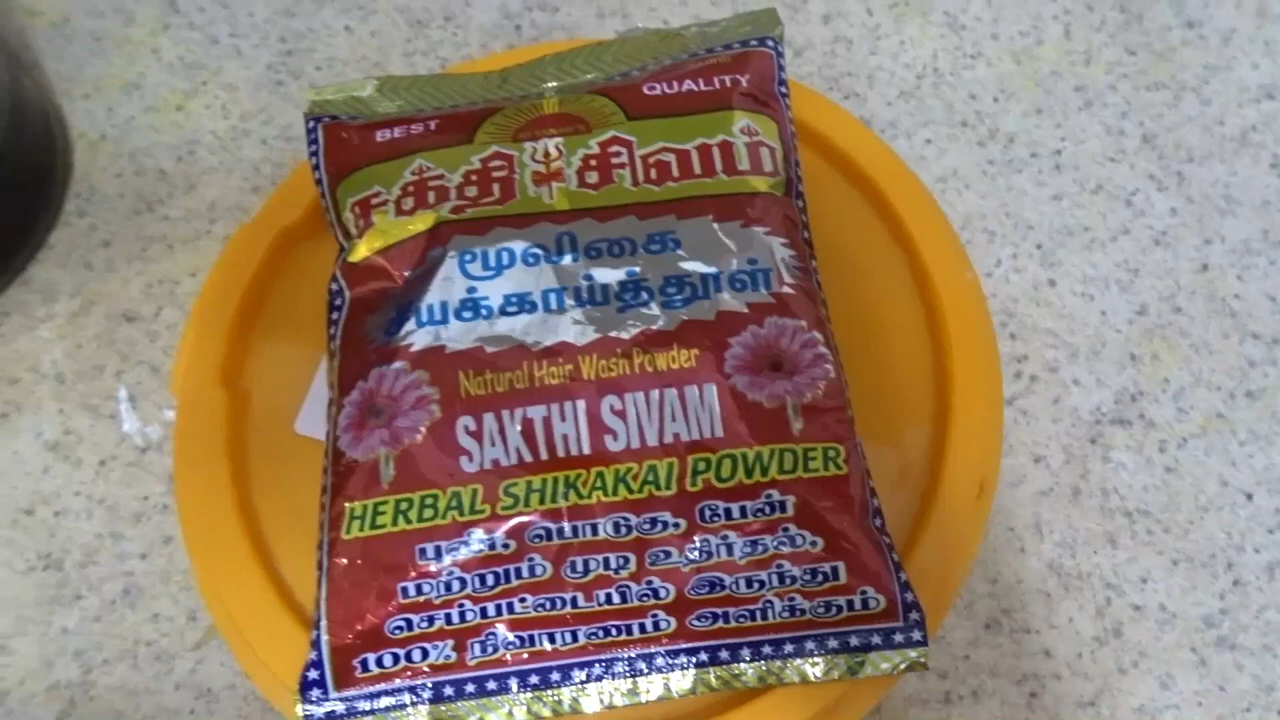 BEST QUALITY
சக்தி சிவம்
மூலிகை
சீயக்காய்த்தூள்
Natural Hair Wash Powder
SAKTHI SIVAM
HERBAL SHIKAKAI POWDER
புண், பொடுகு, பேன்
மற்றும் முடி உதிர்தல்,
செம்பட்டையில் இருந்து
100% நிவாரணம் அளிக்கும்